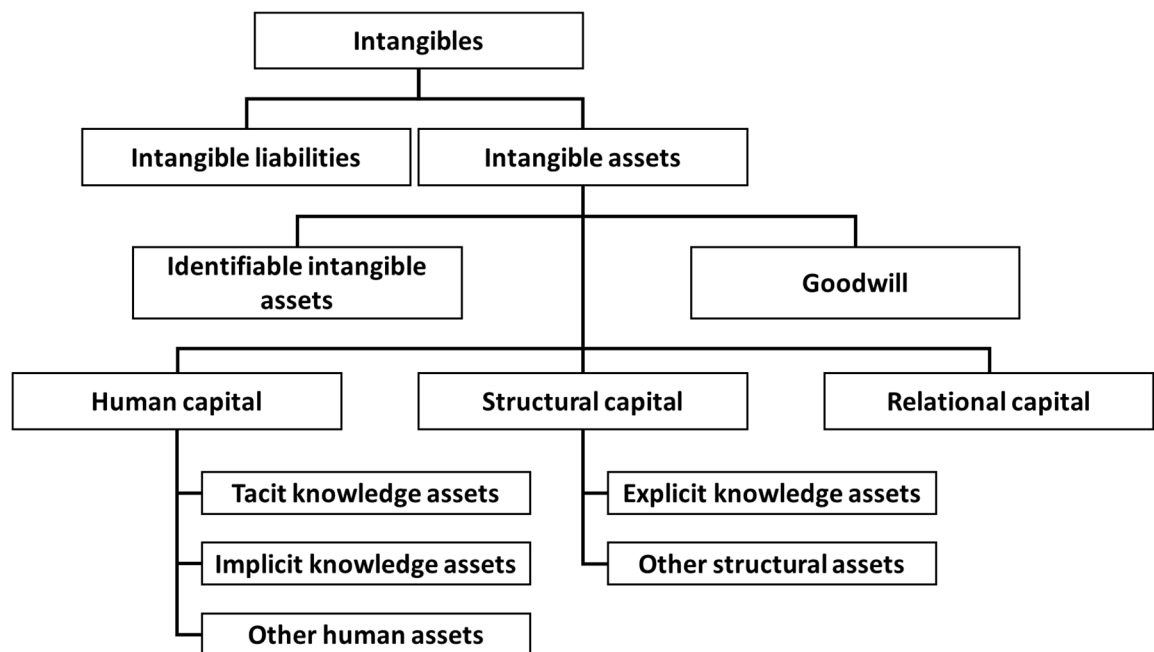 Intangibles
Intangible liabilities
Intangible assets
Identifiable intangible
assets
Goodwill
Human capital
Structural capital
Relational capital
Tacit knowledge assets
Explicit knowledge assets
Implicit knowledge assets
Other structural assets
Other human assets